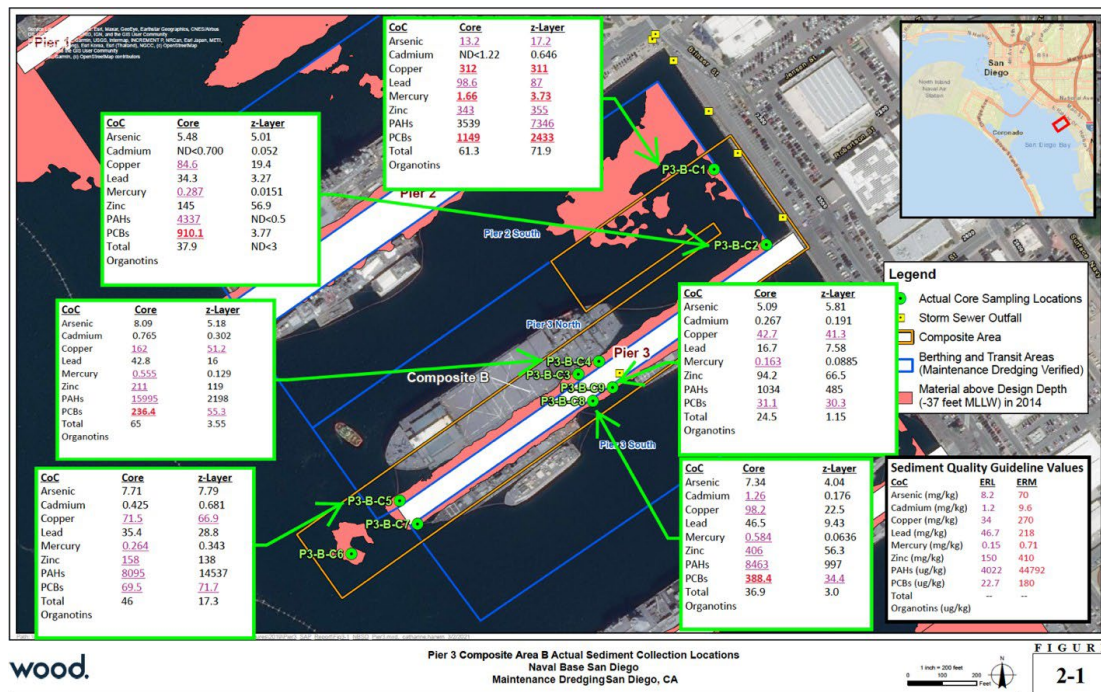 Pier 1
CoC Core z-Layer
Arsenic 13.2 17.2
Cadmium ND<1.22 0.646
Copper 312 311
Lead 98.6 87
Mercury 1.66 3.73
Zinc 343 355
PAHs 3539 7346
PCBs 1149 2433
Total 61.3 71.9
Organotins
San Diego
North Island Naval Air Station
Coronado
San Diego Bay
CoC Core z-Layer
Arsenic 5.48 5.01
Cadmium ND<0.700 0.052
Copper 84.6 19.4
Lead 34.3 3.27
Mercury 0.287 0.0151
Zinc 145 56.9
PAHs 4337 ND<0.5
PCBs 910.1 3.77
Total 37.9 ND<3
Organotins
P3-B-C1
Pier 2
Pier 2 South
P3-B-C2
CoC Core z-Layer
Arsenic 8.09 5.18
Cadmium 0.765 0.302
Copper 162 51.2
Lead 42.8 16
Mercury 0.555 0.129
Zinc 211 119
PAHs 15995 2198
PCBs 236.4 55.3
Total 65 3.55
Organotins
Pier 3 North
Composite B
P3-B-C4
Pier 3
P3-B-C3
P3-B-C9
P3-B-C8
Pier 3 South
CoC Core z-Layer
Arsenic 5.09 5.81
Cadmium 0.267 0.191
Copper 42.7 41.3
Lead 16.7 7.58
Mercury 0.163 0.0885
Zinc 94.2 66.5
PAHs 1034 485
PCBs 31.1 30.3
Total 24.5 1.15
Organotins
Legend
Actual Core Sampling Locations
Storm Sewer Outfall
Composite Area
Berthing and Transit Areas
(Maintenance Dredging Verified)
Material above Design Depth
(-37 feet MLLW) in 2014
CoC Core z-Layer
Arsenic 7.71 7.79
Cadmium 0.425 0.681
Copper 71.5 66.9
Lead 35.4 28.8
Mercury 0.264 0.343
Zinc 158 138
PAHs 8095 14537
PCBs 69.5 71.7
Total 46 17.3
Organotins
P3-B-C5
P3-B-C7
P3-B-C6
CoC Core z-Layer
Arsenic 7.34 4.04
Cadmium 1.26 0.176
Copper 98.2 22.5
Lead 46.5 9.43
Mercury 0.584 0.0636
Zinc 406 56.3
PAHs 8463 997
PCBs 388.4 34.4
Total 36.9 3.0
Organotins
Sediment Quality Guideline Values
CoC ERL ERM
Arsenic (mg/kg) 8.2 70
Cadmium (mg/kg) 1.2 9.6
Copper (mg/kg) 34 270
Lead (mg/kg) 46.7 218
Mercury (mg/kg) 0.15 0.71
Zinc (mg/kg) 150 410
PAHs (ug/kg) 4022 44792
PCBs (ug/kg) 22.7 180
Total -- --
Organotins (ug/kg)
wood.
Pier 3 Composite Area B Actual Sediment Collection Locations
Naval Base San Diego
Maintenance DredgingSan Diego, CA
1 inch = 200 feet
0 100 200
Feet
N
FIGUR
2-1